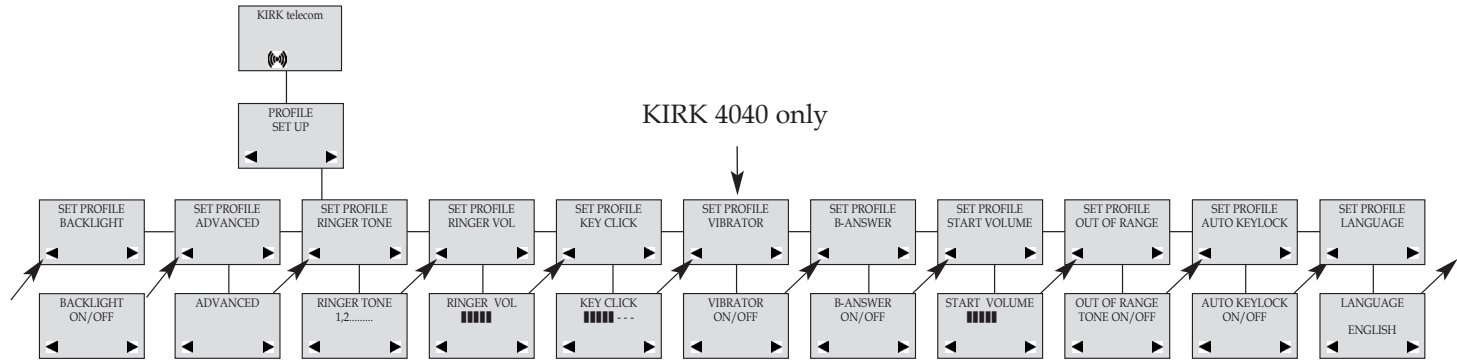 KIRK telecom
PROFILE
SET UP
KIRK 4040 only
SET PROFILE
BACKLIGHT
SET PROFILE
ADVANCED
SET PROFILE
RINGER TONE
SET PROFILE
RINGER VOL
SET PROFILE
KEY CLICK
SET PROFILE
VIBRATOR
SET PROFILE
B-ANSWER
SET PROFILE
START VOLUME
SET PROFILE
OUT OF RANGE
SET PROFILE
AUTO KEYLOCK
SET PROFILE
LANGUAGE
BACKLIGHT
ON/OFF
ADVANCED
RINGER TONE
1,2.........
RINGER VOL
KEY CLICK
- - -
VIBRATOR
ON/OFF
B-ANSWER
ON/OFF
START VOLUME
OUT OF RANGE
TONE ON/OFF
AUTO KEYLOCK
ON/OFF
LANGUAGE
ENGLISH